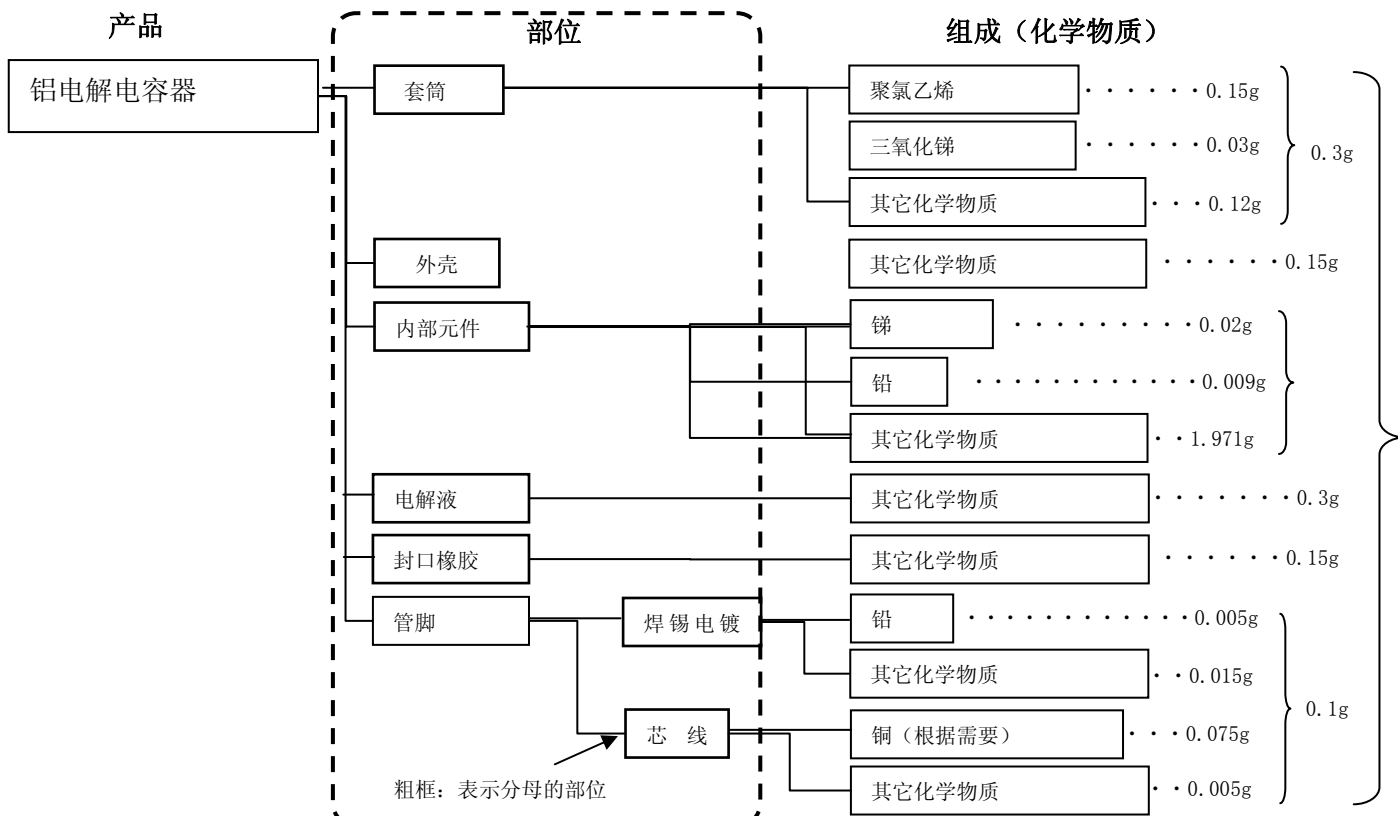 产品
部位
组成（化学物质）
铝电解电容器
套筒
聚氯乙烯
······0.15g
三氧化锑
······0.03g
0.3g
其它化学物质
···0.12g
外壳
其它化学物质
······0.15g
内部元件
锑
········0.02g
铅
············0.009g
其它化学物质
··1.971g
电解液
其它化学物质
·······0.3g
封口橡胶
其它化学物质
······0.15g
管脚
焊锡电镀
铅
············0.005g
其它化学物质
··0.015g
0.1g
芯 线
铜（根据需要）
···0.075g
粗框：表示分母的部位
其它化学物质
··0.005g